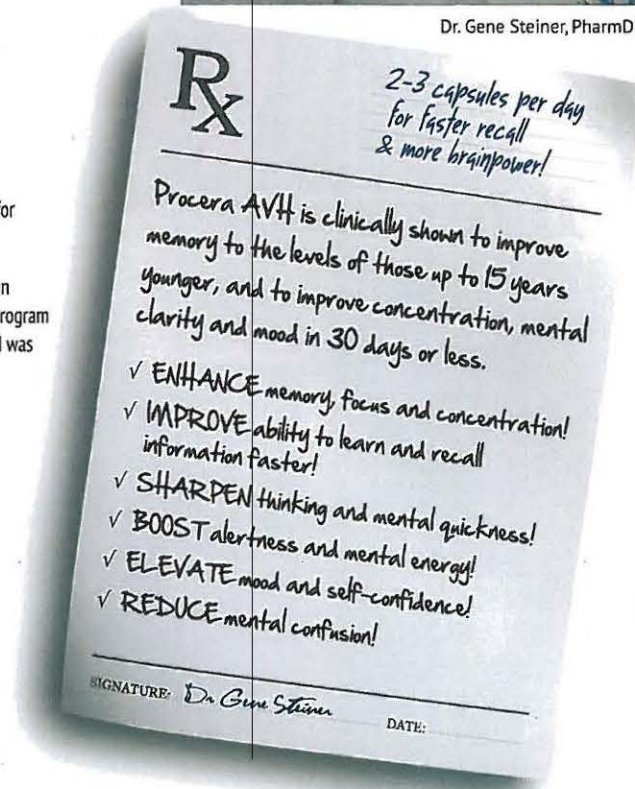 Dr. Gene Steiner, PharmD
for
n
rogram
was
Rx
2-3 capsules per day
for faster recall
& more brainpower!
Procera AVH is clinically shown to improve
memory to the levels of those up to 15 years
younger, and to improve concentration, mental
clarity and mood in 30 days or less.
√ ENHANCE memory, focus and concentration!
√ IMPROVE ability to learn and recall
information faster!
√ SHARPEN thinking and mental quickness!
√ BOOST alertness and mental energy!
√ ELEVATE mood and self-confidence!
√ REDUCE mental confusion!
SIGNATURE: Dr Gene Steiner DATE: